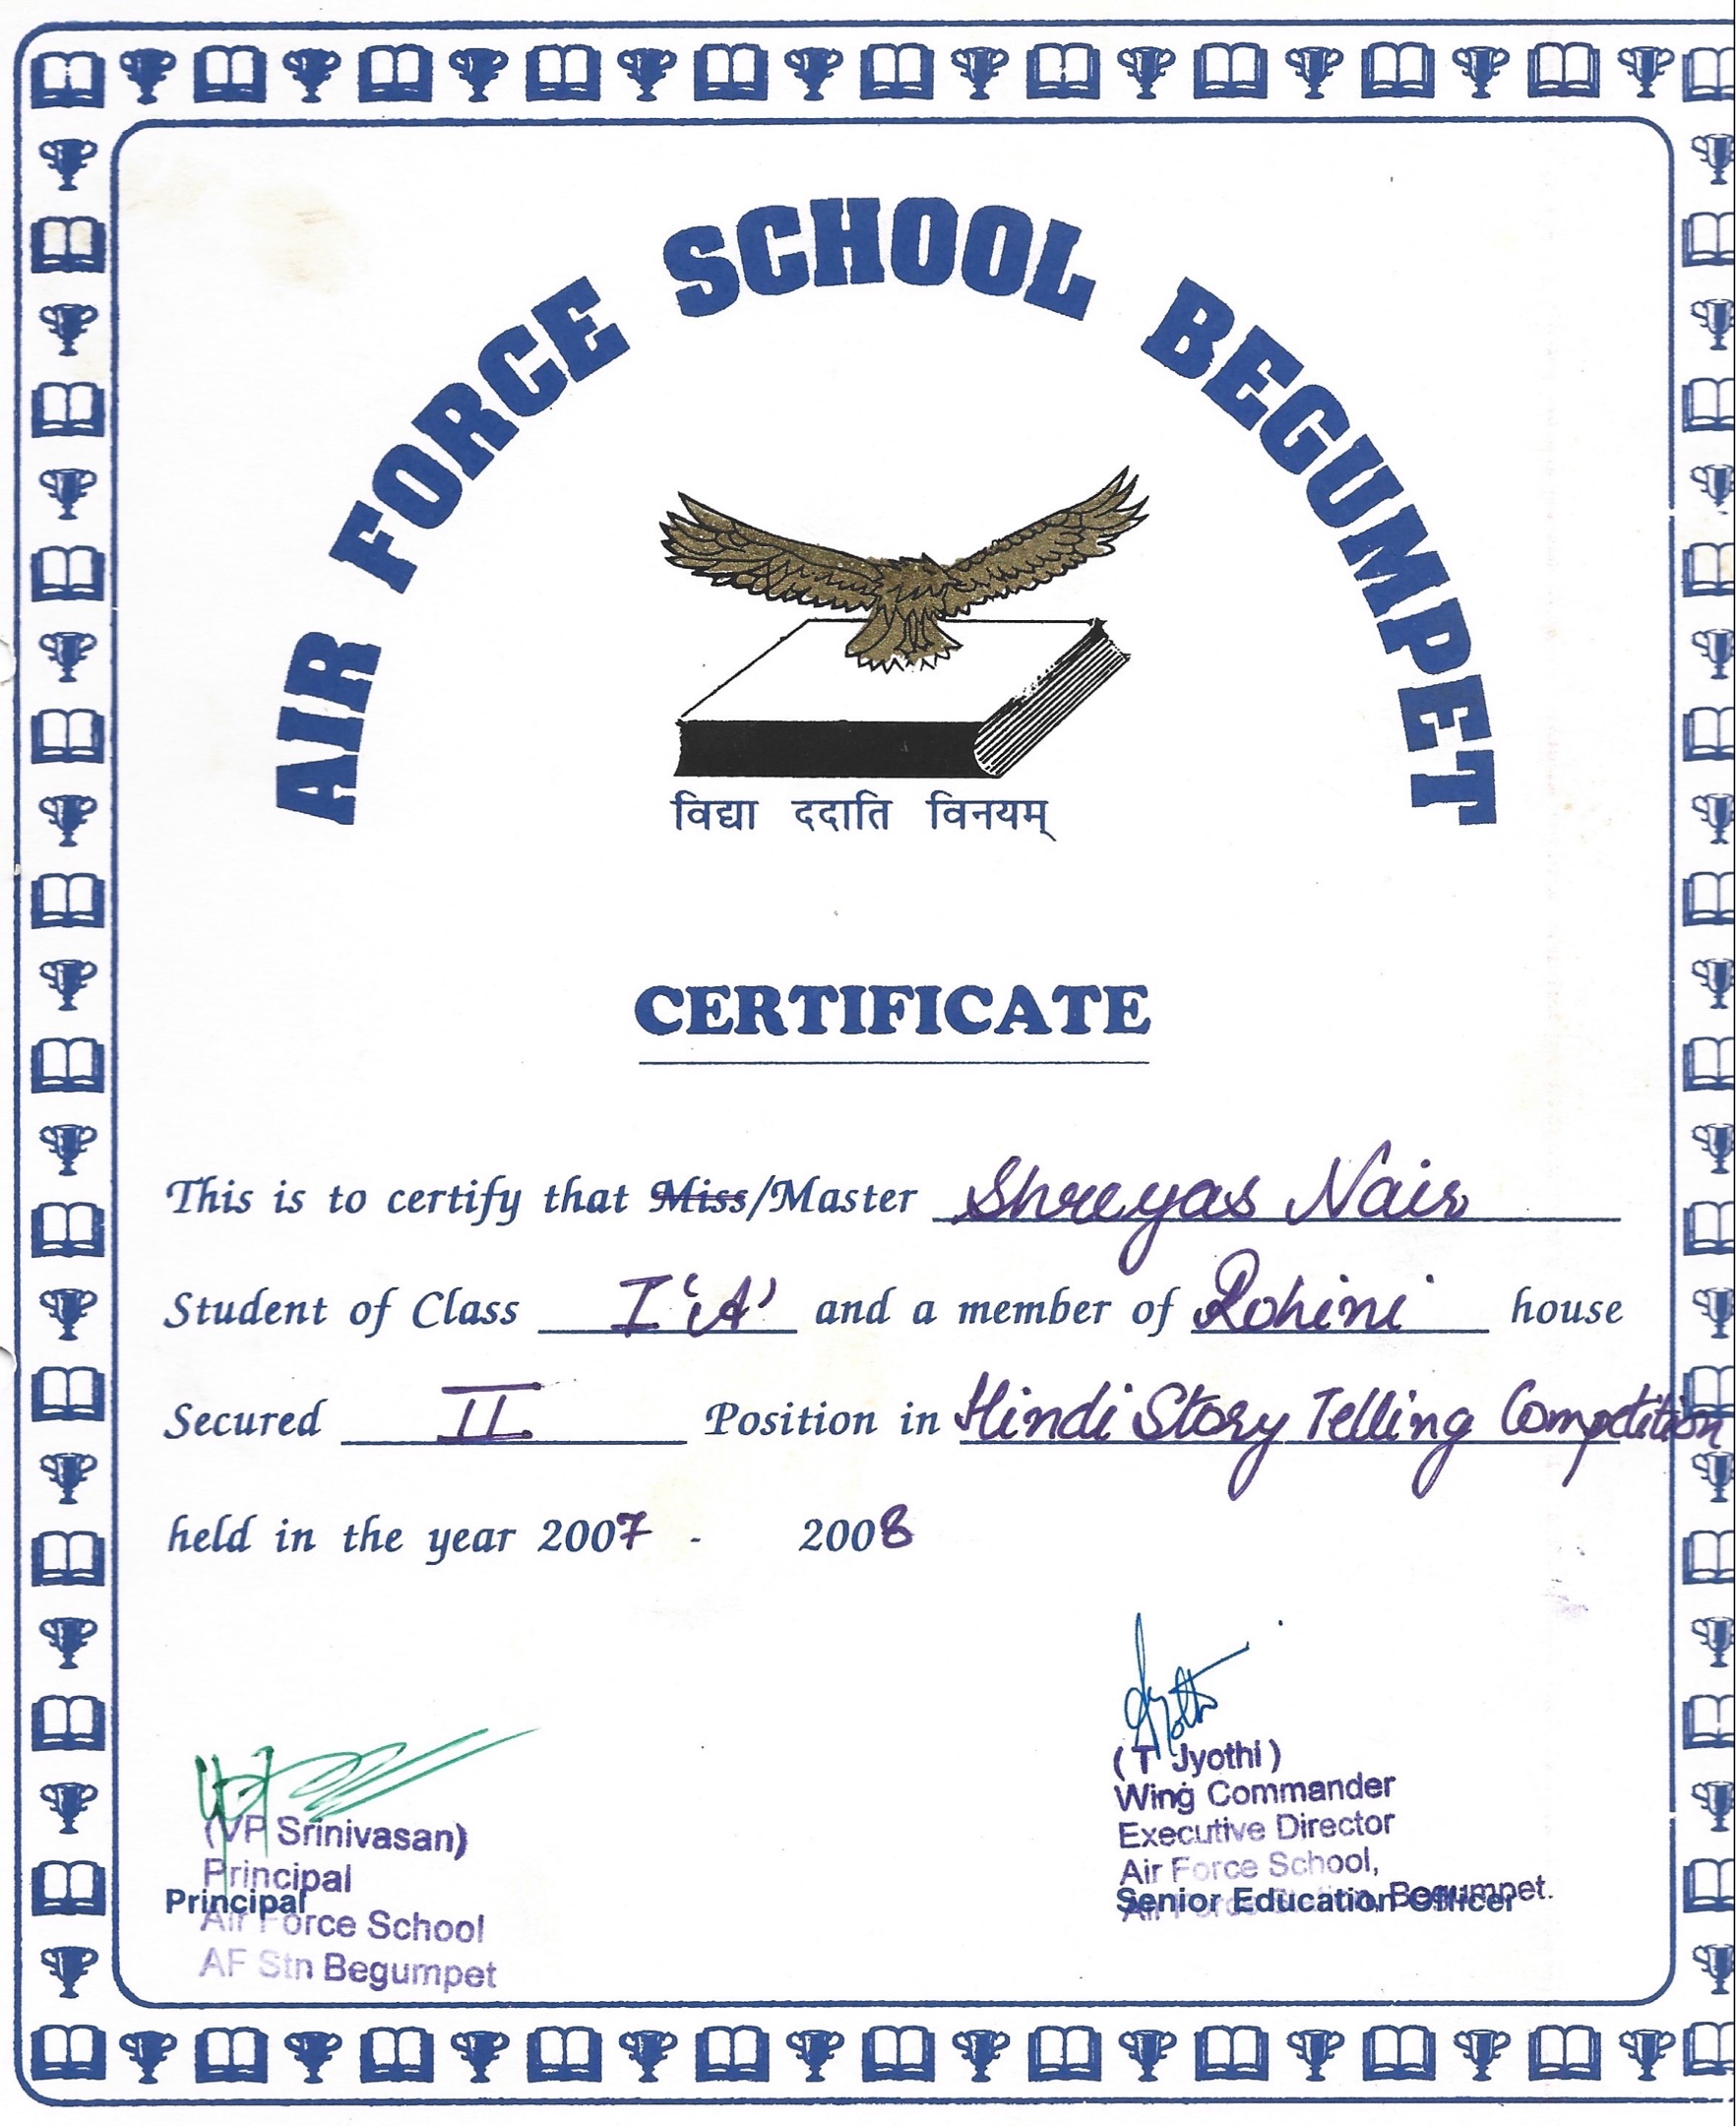 AIR FORCE SCHOOL BEGUMPET
विद्या ददाति विनयम्
CERTIFICATE
This is to certify that Miss/Master Shreyas Nair
Student of Class I 'A' and a member of Rohini house
Secured II Position in Hindi Story Telling Competition
held in the year 2007 - 2008
(VP Srinivasan)
Principal
Principal
Air Force School
AF Stn Begumpet
Jyothi
(T Jyothi)
Wing Commander
Executive Director
Air Force School,
Senior Education Officer
Air Force Station, Begumpet.